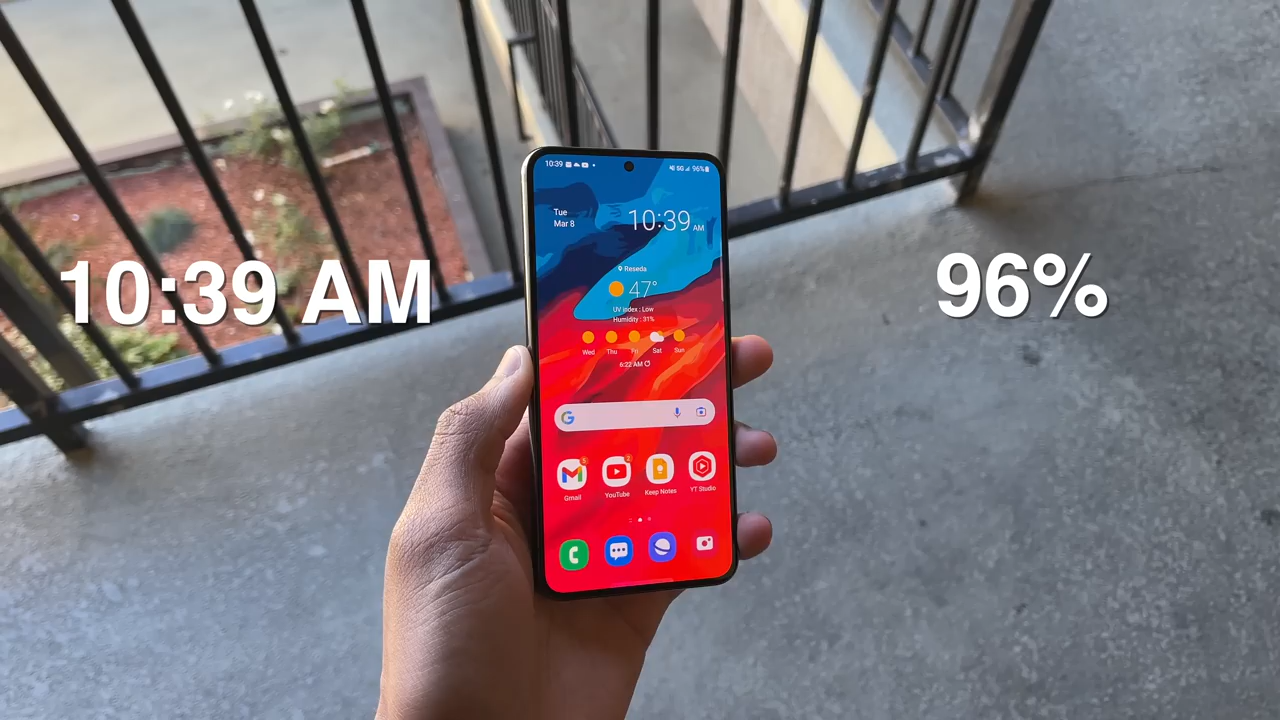 10:39
5G 96%
Tue
Mar 8
10:39 AM
Reseda
47°
UV index : Low
Humidity : 31%
Wed Thu Fri Sat Sun
6:22 AM
10:39 AM
96%
G
Gmail YouTube Keep Notes YT Studio